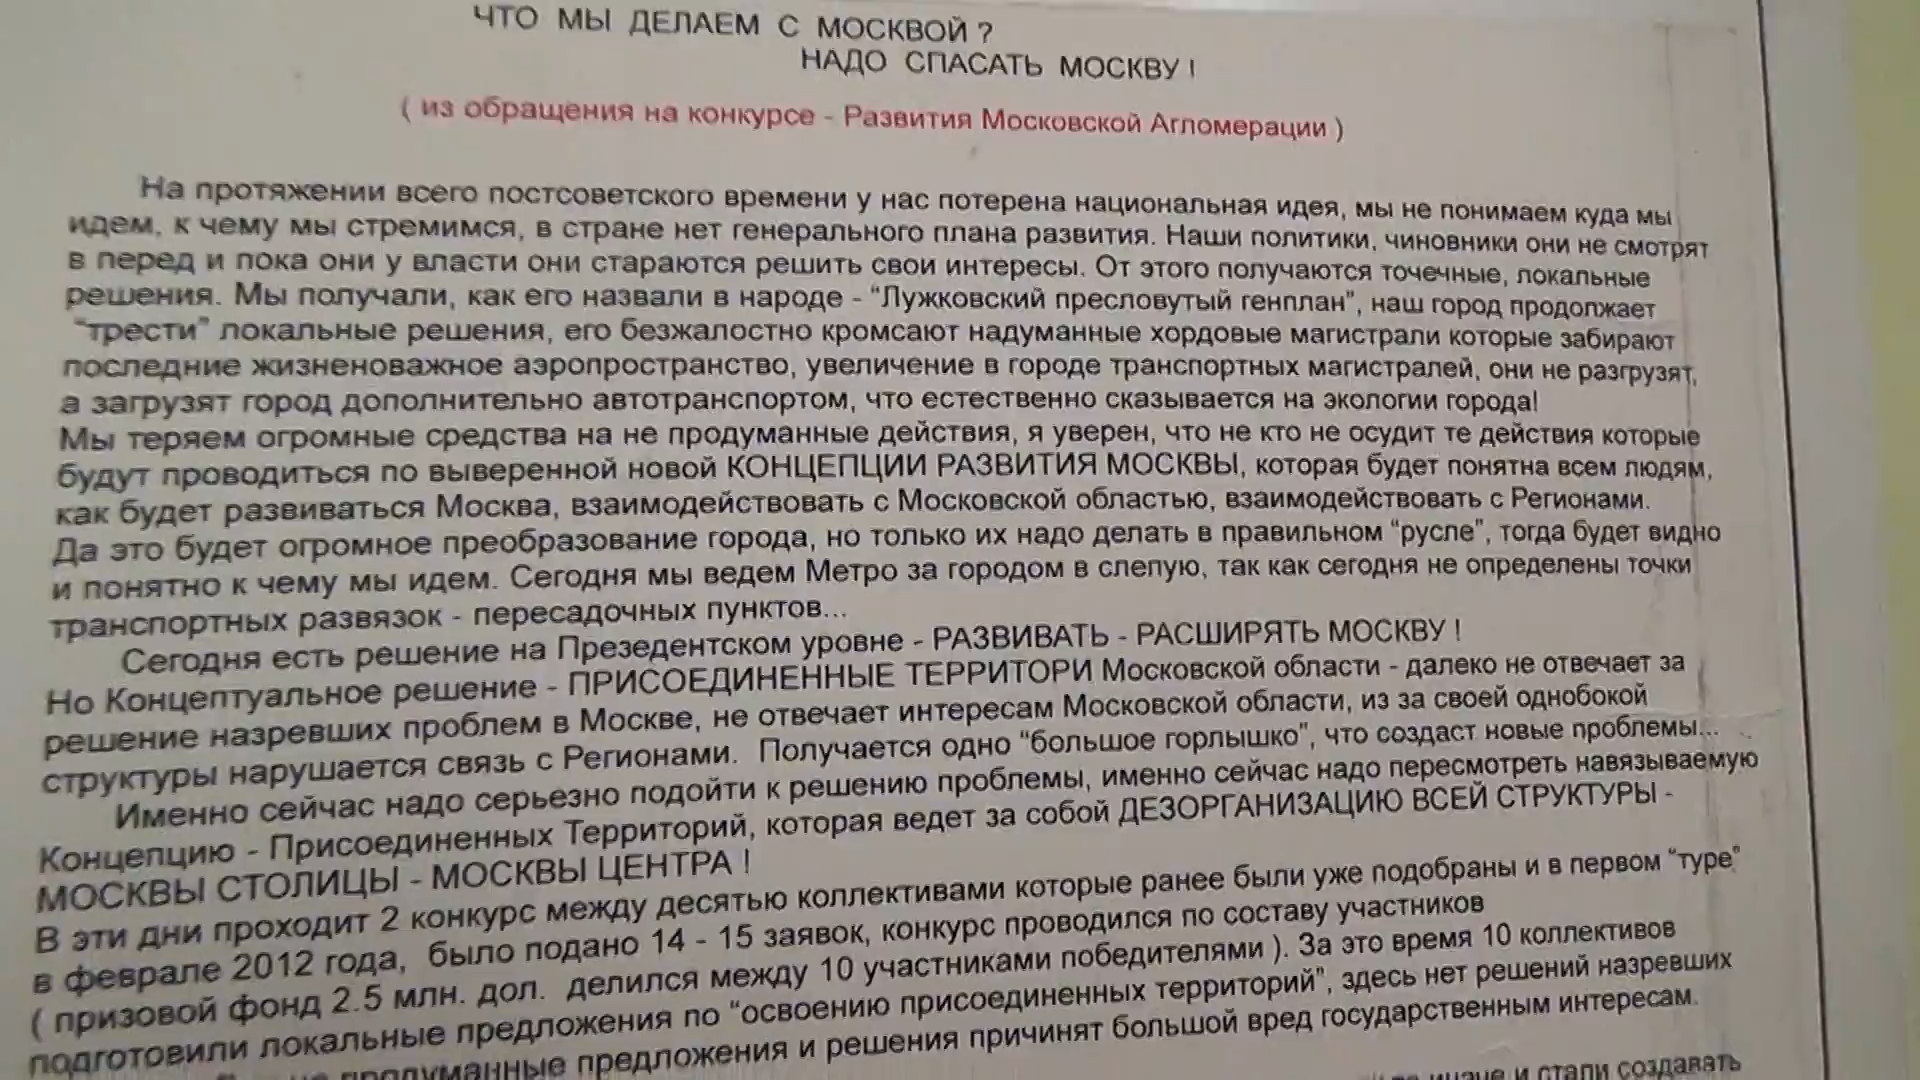 ЧТО МЫ ДЕЛАЕМ С МОСКВОЙ ?
НАДО СПАСАТЬ МОСКВУ !
( из обращения на конкурсе - Развития Московской Агломерации )
На протяжении всего постсоветского времени у нас потерена национальная идея, мы не понимаем куда мы
идем, к чему мы стремимся, в стране нет генерального плана развития. Наши политики, чиновники они не смотрят
в перед и пока они у власти они стараются решить свои интересы. От этого получаются точечные, локальные
решения. Мы получали, как его назвали в народе - “Лужковский пресловутый генплан”, наш город продолжает
“трести” локальные решения, его безжалостно кромсают надуманные хордовые магистрали которые забирают
последние жизненоважное аэропространство, увеличение в городе транспортных магистралей, они не разгрузят,
а загрузят город дополнительно автотранспортом, что естественно сказывается на экологии города!
Мы теряем огромные средства на не продуманные действия, я уверен, что не кто не осудит те действия которые
будут проводиться по выверенной новой КОНЦЕПЦИИ РАЗВИТИЯ МОСКВЫ, которая будет понятна всем людям,
как будет развиваться Москва, взаимодействовать с Московской областью, взаимодействовать с Регионами.
Да это будет огромное преобразование города, но только их надо делать в правильном “русле”, тогда будет видно
и понятно к чему мы идем. Сегодня мы ведем Метро за городом в слепую, так как сегодня не определены точки
транспортных развязок - пересадочных пунктов...
Сегодня есть решение на Президентском уровне - РАЗВИВАТЬ - РАСШИРЯТЬ МОСКВУ !
Но Концептуальное решение - ПРИСОЕДИНЕННЫЕ ТЕРРИТОРИ Московской области - далеко не отвечает за
решение назревших проблем в Москве, не отвечает интересам Московской области, из за своей однобокой
структуры нарушается связь с Регионами. Получается одно “большое горлышко”, что создаст новые проблемы...
Именно сейчас надо серьезно подойти к решению проблемы, именно сейчас надо пересмотреть навязываемую
Концепцию - Присоединенных Территорий, которая ведет за собой ДЕЗОРГАНИЗАЦИЮ ВСЕЙ СТРУКТУРЫ -
МОСКВЫ СТОЛИЦЫ - МОСКВЫ ЦЕНТРА !
В эти дни проходит 2 конкурс между десятью коллективами которые ранее были уже подобраны и в первом “туре”
в феврале 2012 года, было подано 14 - 15 заявок, конкурс проводился по составу участников
( призовой фонд 2.5 млн. дол. делился между 10 участниками победителями ). За это время 10 коллективов
подготовили локальные предложения по “освоению присоединенных территорий”, здесь нет решений назревших
предложения и решения причинят большой вред государственным интересам.
и стали создавать